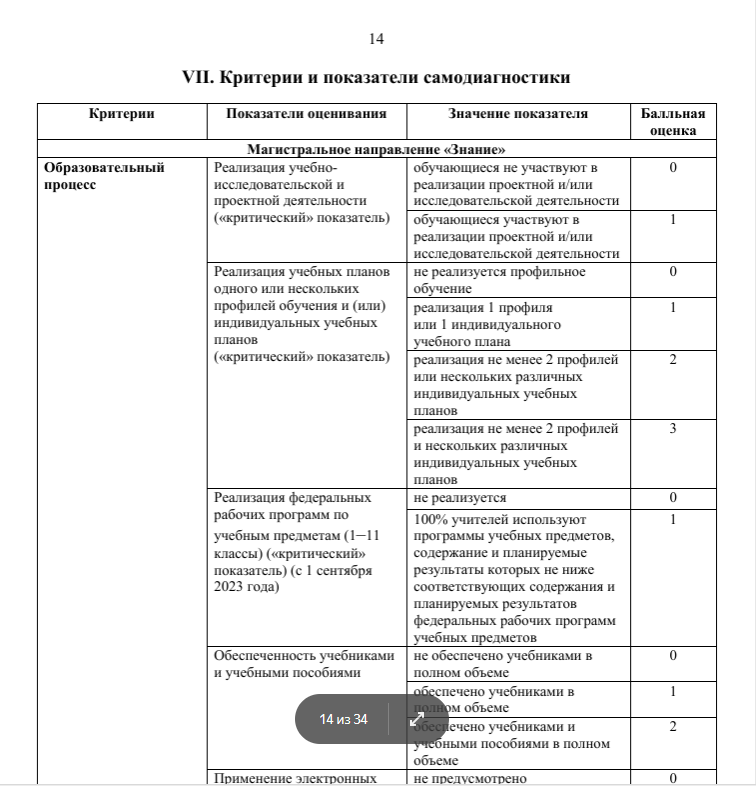 14
VII. Критерии и показатели самодиагностики
Критерии
Показатели оценивания
Значение показателя
Балльная
оценка
Магистральное направление «Знание»
Образовательный
процесс
Реализация учебно-
исследовательской и
проектной деятельности
(«критический» показатель)
обучающиеся не участвуют в
реализации проектной и/или
исследовательской деятельности
0
обучающиеся участвуют в
реализации проектной и/или
исследовательской деятельности
1
Реализация учебных планов
одного или нескольких
профилей обучения и (или)
индивидуальных учебных
планов
(«критический» показатель)
не реализуется профильное
обучение
0
реализация 1 профиля
или 1 индивидуального
учебного плана
1
реализация не менее 2 профилей
или нескольких различных
индивидуальных учебных
планов
2
реализация не менее 2 профилей
и нескольких различных
индивидуальных учебных
планов
3
Реализация федеральных
рабочих программ по
учебным предметам (1—11
классы) («критический»
показатель) (с 1 сентября
2023 года)
не реализуется
0
100% учителей используют
программы учебных предметов,
содержание и планируемые
результаты которых не ниже
соответствующих содержания и
планируемых результатов
федеральных рабочих программ
учебных предметов
1
Обеспеченность учебниками
и учебными пособиями
не обеспечено учебниками в
полном объеме
0
обеспечено учебниками в
полном объеме
1
обеспечено учебниками и
учебными пособиями в полном
объеме
2
14 из 34
Применение электронных
не предусмотрено
0